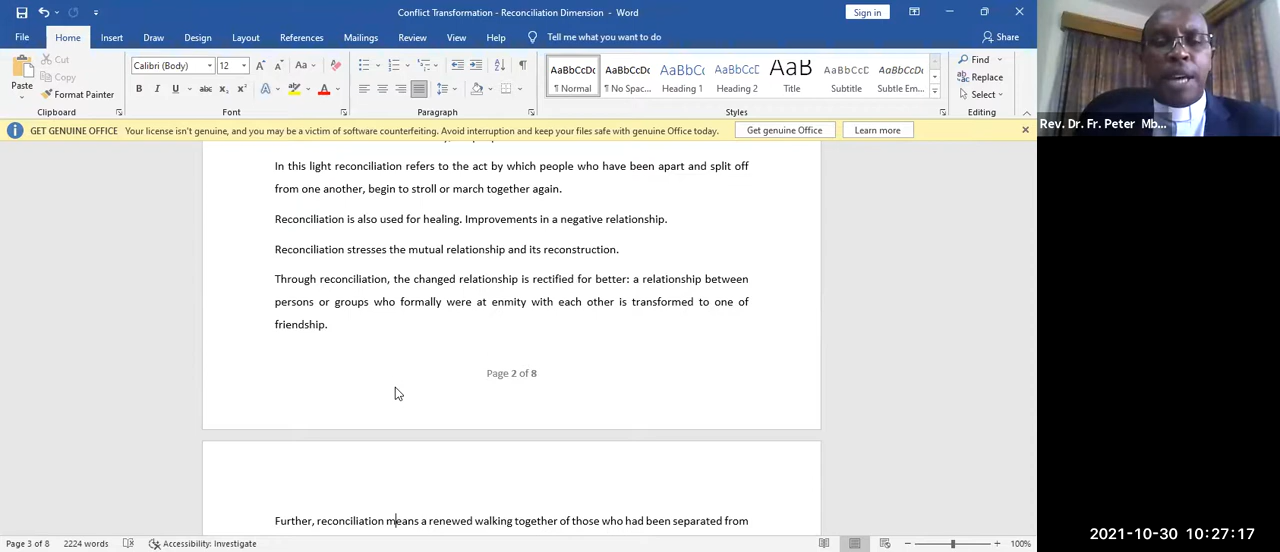 Conflict Transformation - Reconciliation Dimension - Word
Sign in
File Home Insert Draw Design Layout References Mailings Review View Help Tell me what you want to do Share
Paste
Cut
Copy
Format Painter
Clipboard
Calibri (Body) 12
Font
Paragraph
AaBbCcDc AaBbCcDc AaBbCc AaBbCcD AaB AaBbCcD AaBbCcDc
¶ Normal ¶ No Spac... Heading 1 Heading 2 Title Subtitle Subtle Em...
Styles
Find
Replace
Select
Editing
GET GENUINE OFFICE Your license isn't genuine, and you may be a victim of software counterfeiting. Avoid interruption and keep your files safe with genuine Office today. Get genuine Office Learn more
In this light reconciliation refers to the act by which people who have been apart and split off
from one another, begin to stroll or march together again.
Reconciliation is also used for healing. Improvements in a negative relationship.
Reconciliation stresses the mutual relationship and its reconstruction.
Through reconciliation, the changed relationship is rectified for better: a relationship between
persons or groups who formally were at enmity with each other is transformed to one of
friendship.
Page 2 of 8
Further, reconciliation means a renewed walking together of those who had been separated from
Page 3 of 8 2224 words Accessibility: Investigate 100%
Rev. Dr. Fr. Peter Mb...
2021-10-30 10:27:17